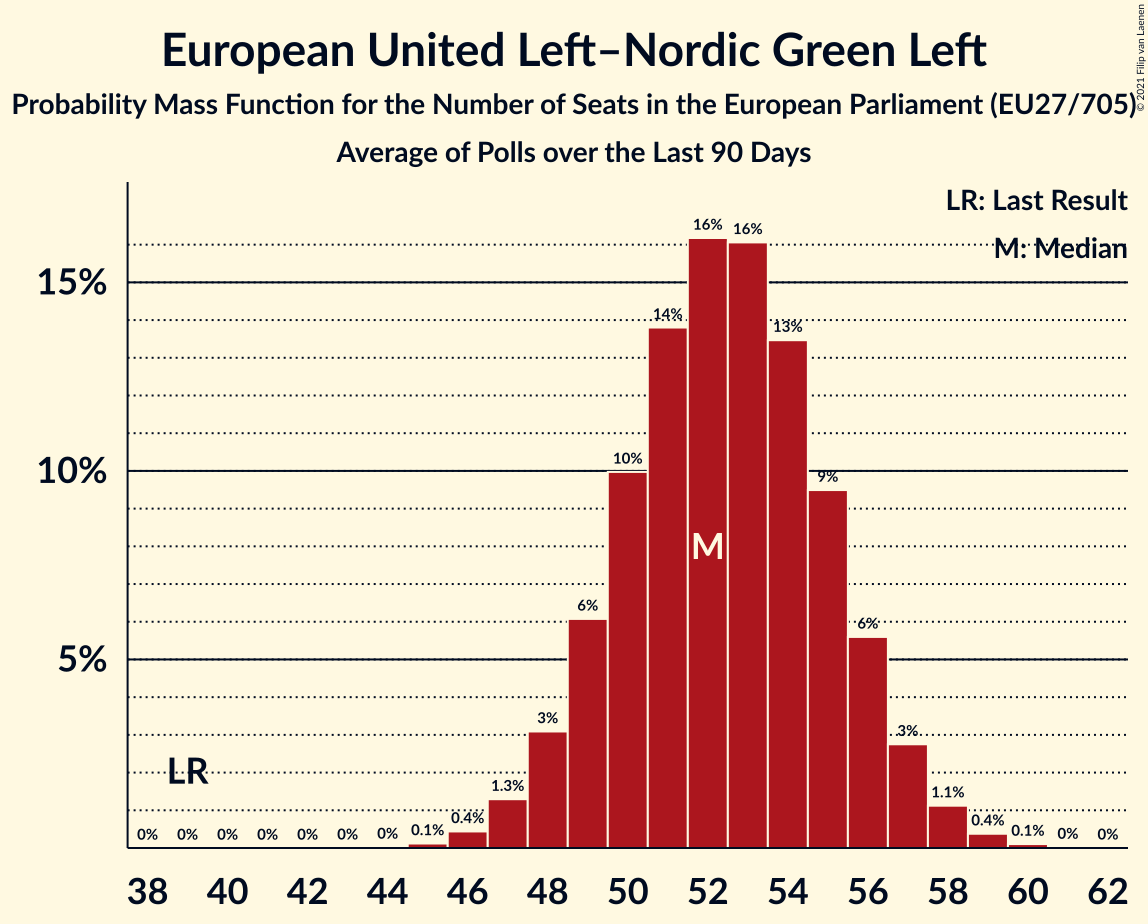 European United Left–Nordic Green Left
Probability Mass Function for the Number of Seats in the European Parliament (EU27/705)
Average of Polls over the Last 90 Days
© 2021 Filip van Laenen
LR: Last Result
M: Median
15%
10%
5%
0% 0% 0% 0% 0% 0% 0% 0.1% 0.4% 1.3% 3% 6% 10% 14% 16% 16% 13% 9% 6% 3% 1.1% 0.4% 0.1% 0% 0%
LR
M
38 40 42 44 46 48 50 52 54 56 58 60 62